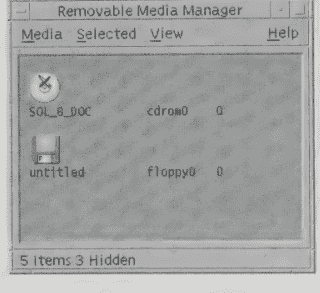 Removable Media Manager
Media Selected View Help
SOL_8_DOC cdrom0 0
untitled floppy0 0
5 Items 3 Hidden